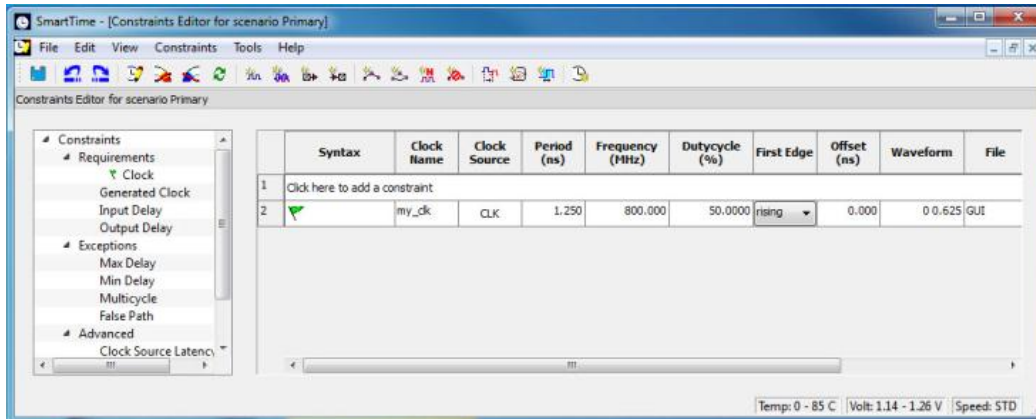 SmartTime - [Constraints Editor for scenario Primary]
File Edit View Constraints Tools Help
Constraints Editor for scenario Primary
Constraints
Requirements
Clock
Generated Clock
Input Delay
Output Delay
Exceptions
Max Delay
Min Delay
Multicycle
False Path
Advanced
Clock Source Latency
Syntax Clock Name Clock Source Period (ns) Frequency (MHz) Dutycycle (%) First Edge Offset (ns) Waveform File
1 Click here to add a constraint
2 my_clk CLK 1.250 800.000 50.0000 rising 0.000 0 0.625 GUI
Temp: 0 - 85 C Volt: 1.14 - 1.26 V Speed: STD